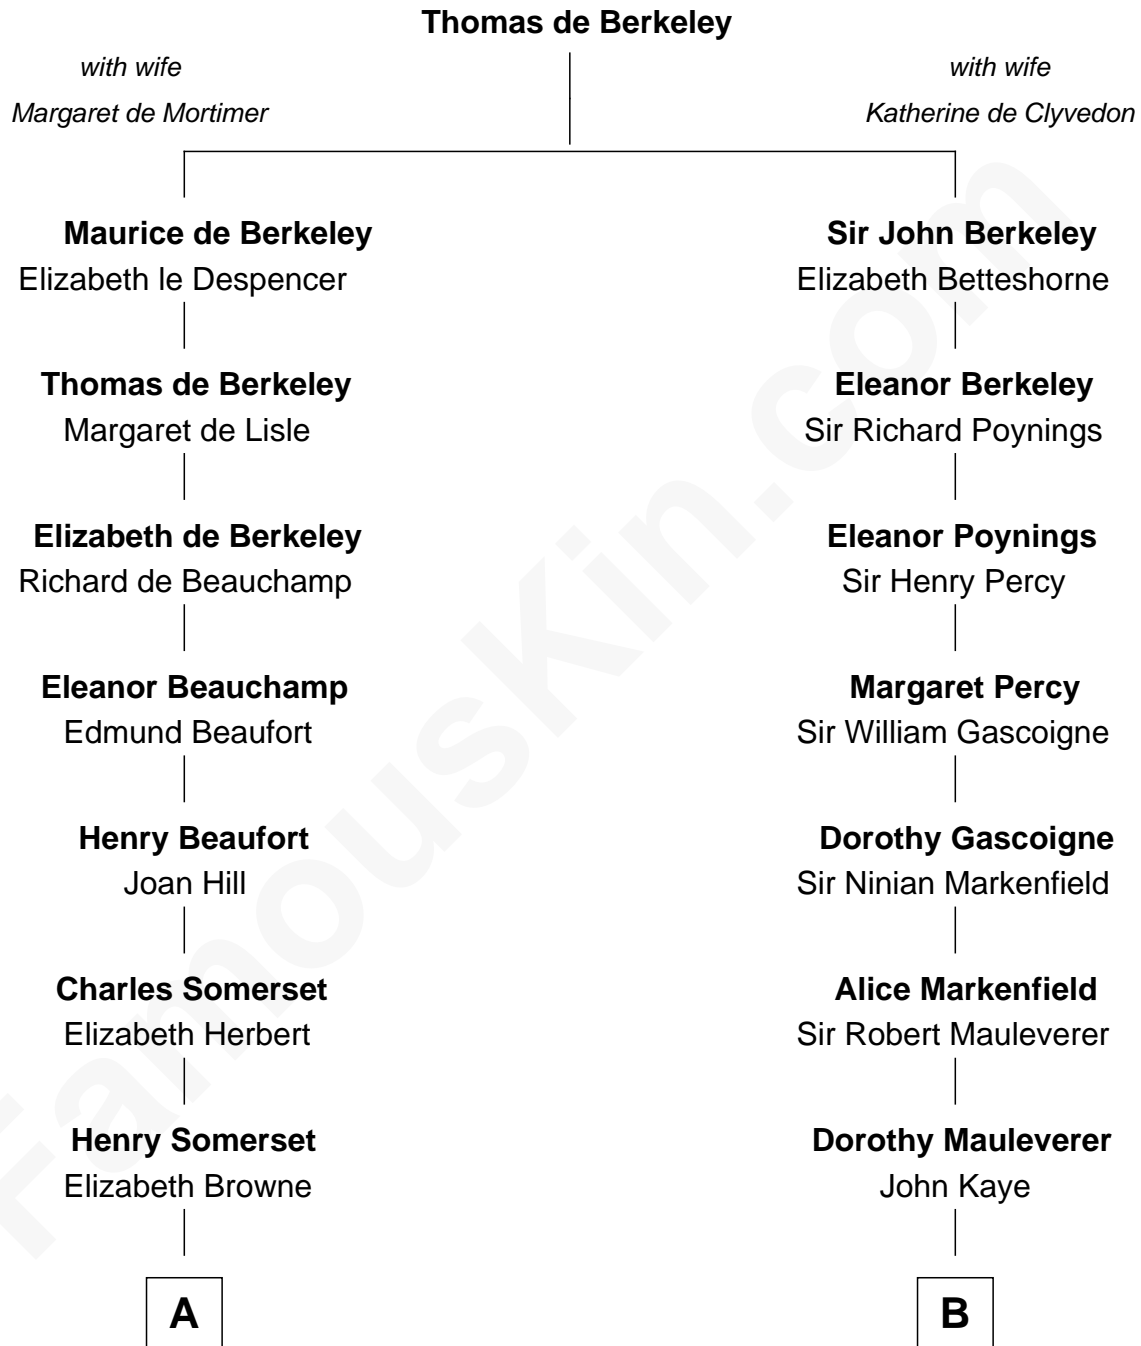 Thomas de Berkeley
with wife
Margaret de Mortimer
with wife
Katherine de Clyvedon
Maurice de Berkeley
Elizabeth le Despencer
Thomas de Berkeley
Margaret de Lisle
Elizabeth de Berkeley
Richard de Beauchamp
Eleanor Beauchamp
Edmund Beaufort
Henry Beaufort
Joan Hill
Charles Somerset
Elizabeth Herbert
Henry Somerset
Elizabeth Browne
A
Sir John Berkeley
Elizabeth Betteshorne
Eleanor Berkeley
Sir Richard Poynings
Eleanor Poynings
Sir Henry Percy
Margaret Percy
Sir William Gascoigne
Dorothy Gascoigne
Sir Ninian Markenfield
Alice Markenfield
Sir Robert Mauleverer
Dorothy Mauleverer
John Kaye
B
FamousKin.com